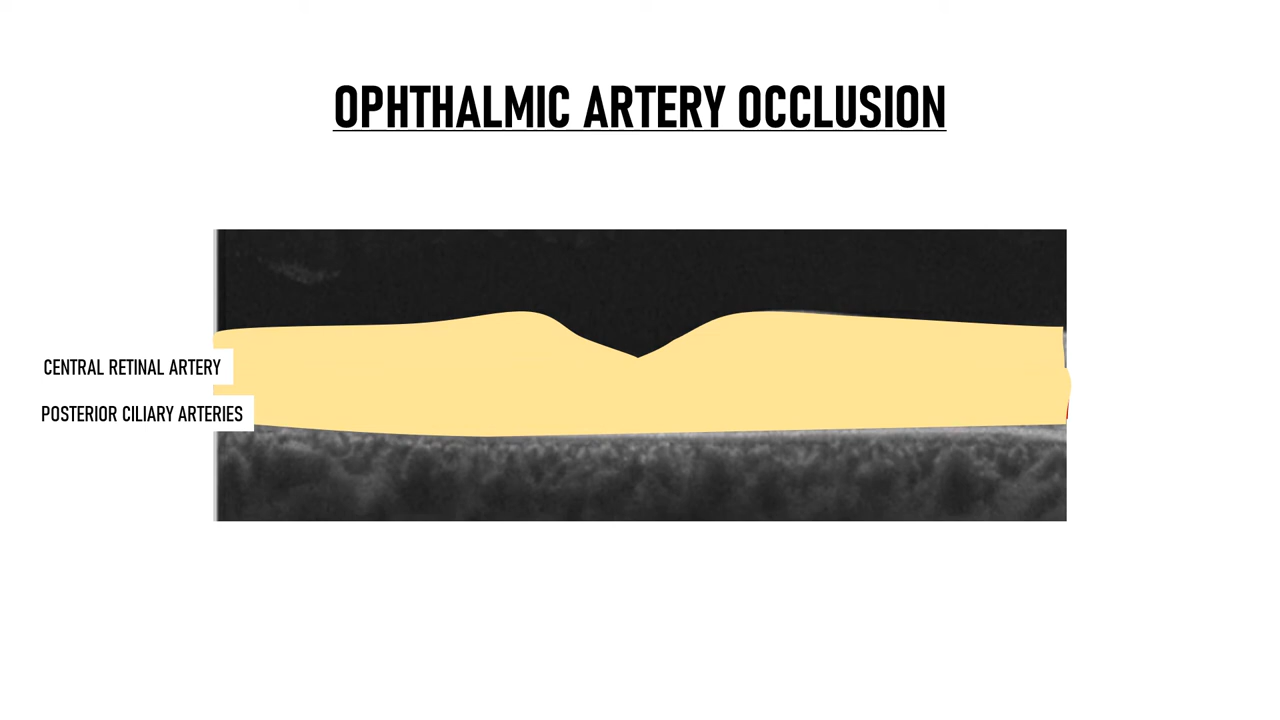 OPHTHALMIC ARTERY OCCLUSION
CENTRAL RETINAL ARTERY
POSTERIOR CILIARY ARTERIES